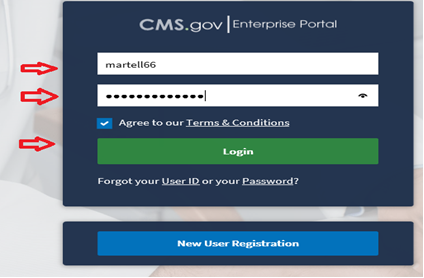 CMS.gov | Enterprise Portal
martell66
•••••••••••••
Agree to our Terms & Conditions
Login
Forgot your User ID or your Password?
New User Registration